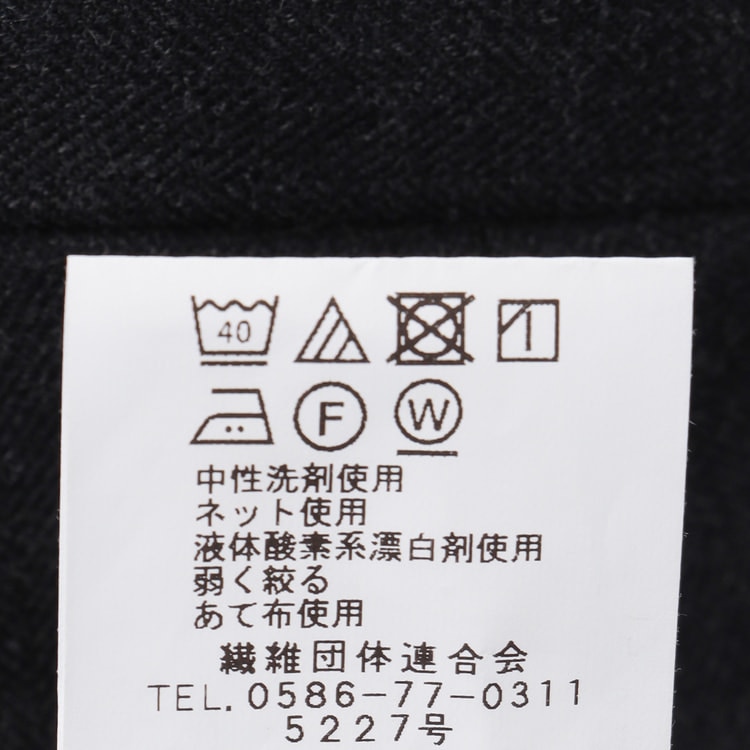 40
1
F W
中性洗剤使用
ネット使用
液体酸素系漂白剤使用
弱く絞る
あて布使用
繊維団体連合会
TEL.0586-77-0311
5227号